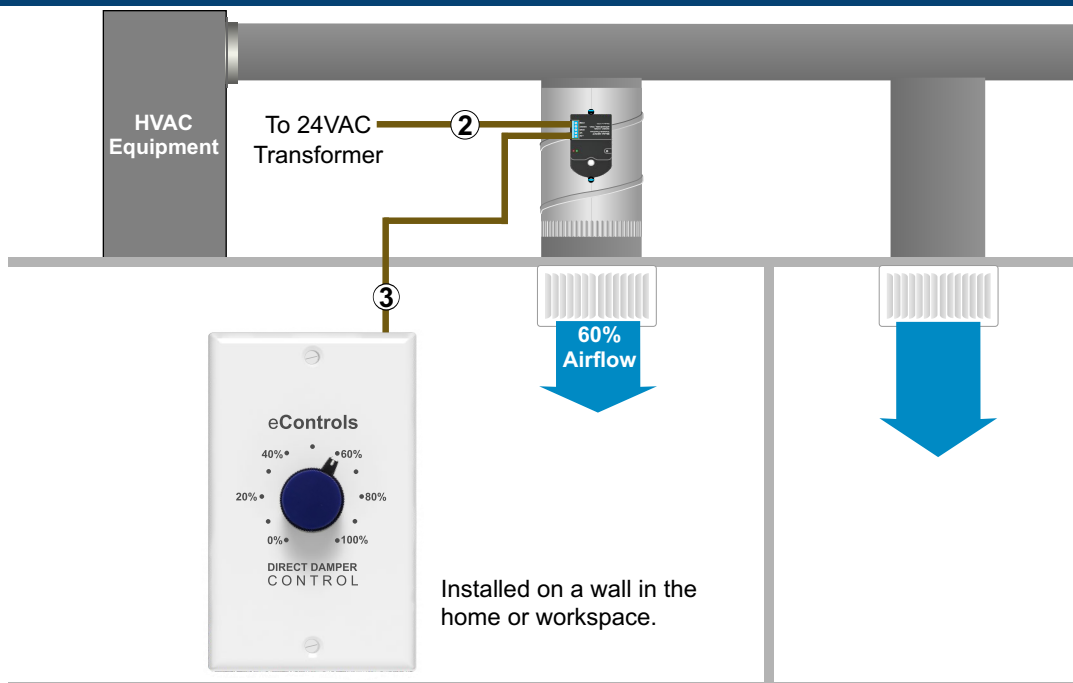 HVAC
Equipment
To 24VAC
Transformer
2
3
60%
Airflow
eControls
40%
60%
20%
80%
0%
100%
DIRECT DAMPER
CONTROL
Installed on a wall in the
home or workspace.